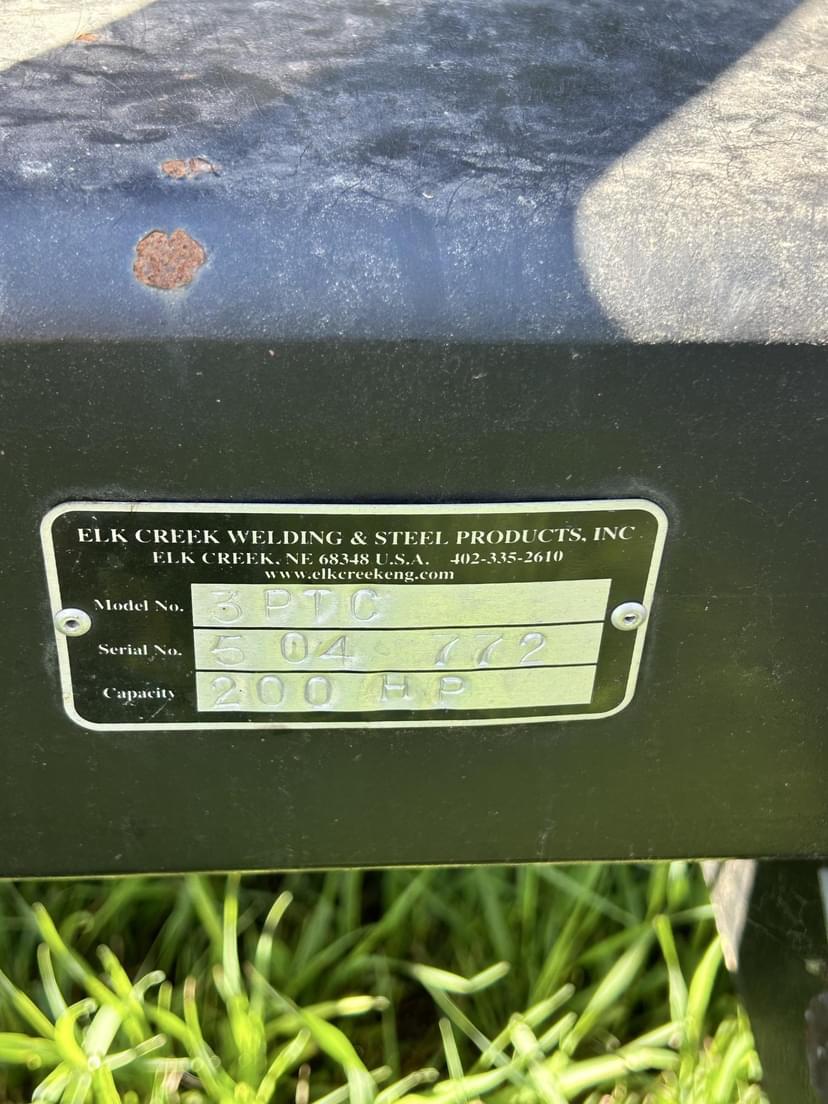 ELK CREEK WELDING & STEEL PRODUCTS, INC
ELK CREEK, NE 68348 U.S.A. 402-335-2610
www.elkcreekeng.com
Model No. 3PTC
Serial No. 504 772
Capacity 200 HP